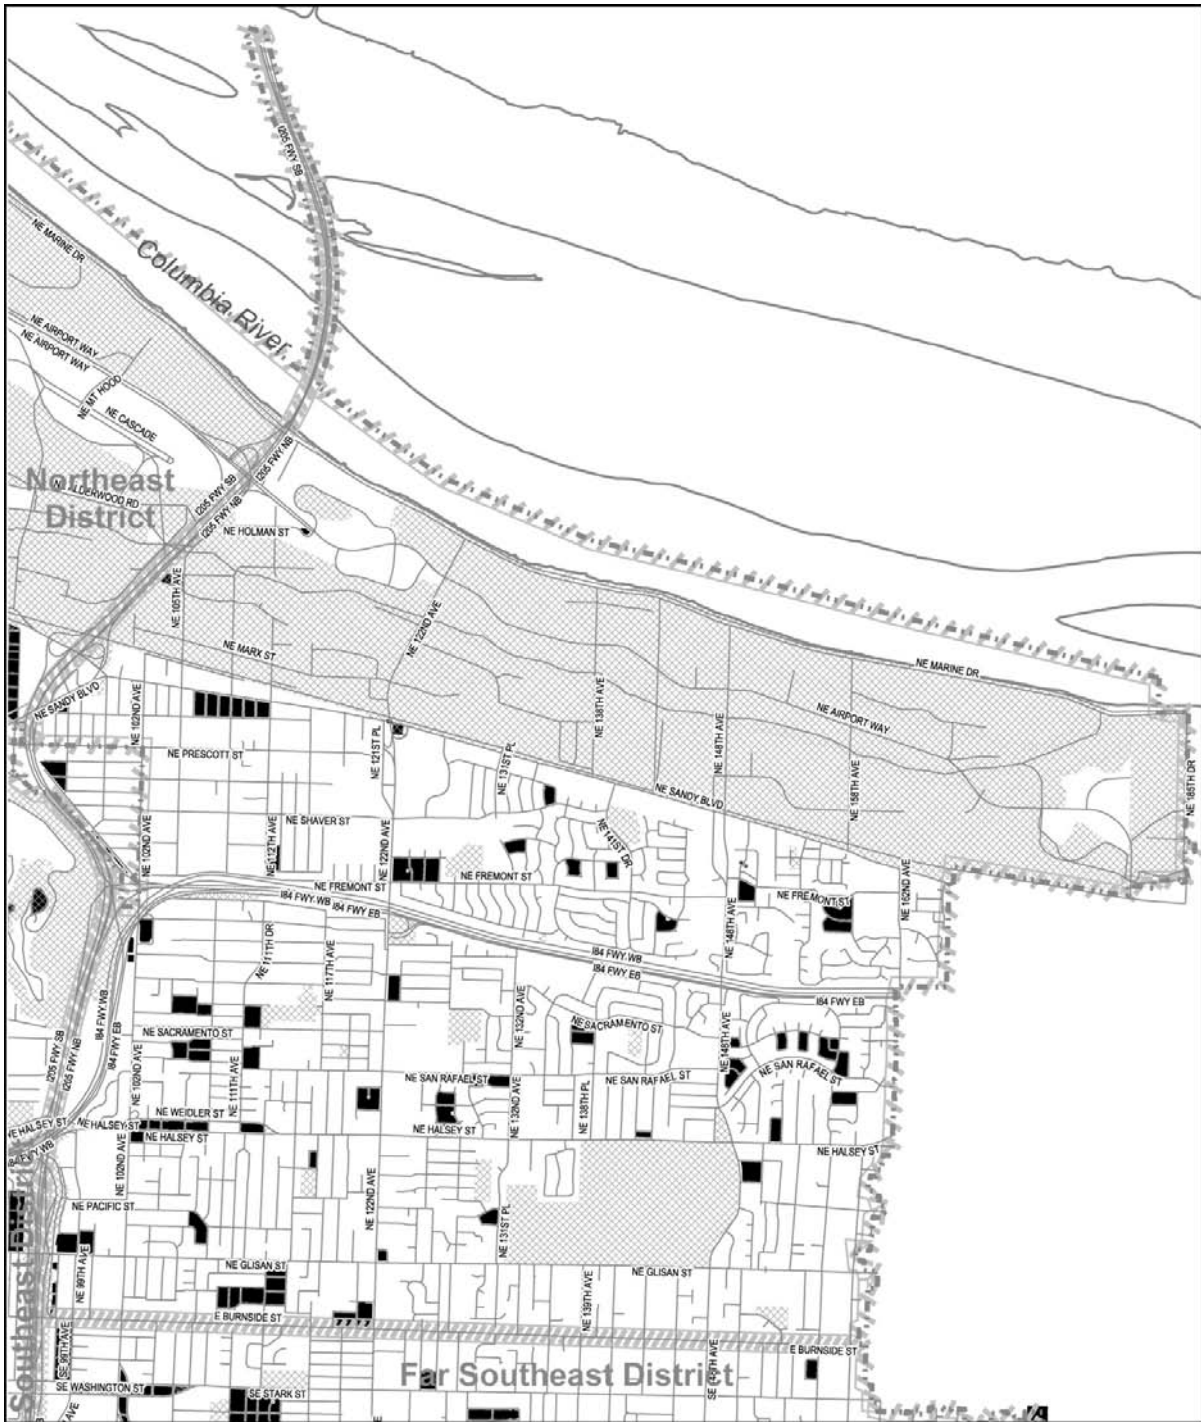 I205 FWY SB
NE MARINE DR
Columbia River
NE AIRPORT WAY
NE AIRPORT WAY
NE MT HOOD
NE CASCADE
I205 FWY NB
I205 FWY SB
I205 FWY NB
Northeast
District
NE HOLMAN ST
NE 105TH AVE
NE 122ND AVE
NE MARX ST
NE MARINE DR
NE SANDY BLVD
NE 102ND AVE
NE 138TH AVE
NE AIRPORT WAY
NE 148TH AVE
NE PRESCOTT ST
NE 121ST PL
NE 131ST PL
NE 158TH AVE
NE 185TH DR
NE SANDY BLVD
NE SHAVER ST
NE 102ND AVE
NE 112TH AVE
NE 122ND AVE
NE 141ST DR
NE FREMONT ST
NE FREMONT ST
NE FREMONT ST
NE 162ND AVE
I84 FWY WB
I84 FWY EB
NE 111TH DR
NE 117TH AVE
NE 148TH AVE
I84 FWY WB
I84 FWY EB
I84 FWY EB
I84 FWY WB
I84 FWY EB
I205 FWY SB
I205 FWY NB
NE SACRAMENTO ST
NE 132ND AVE
NE SACRAMENTO ST
NE 148TH AVE
NE 102ND AVE
NE 111TH AVE
NE SAN RAFAEL ST
NE SAN RAFAEL ST
NE SAN RAFAEL ST
NE 132ND AVE
NE 138TH PL
NE WEIDLER ST
NE HALSEY ST
NE HALSEY ST
NE HALSEY ST
NE HALSEY ST
NE HALSEY ST
NE 102ND AVE
NE PACIFIC ST
NE 122ND AVE
NE 131ST PL
NE 99TH AVE
NE GLISAN ST
NE GLISAN ST
NE 139TH AVE
E BURNSIDE ST
E BURNSIDE ST
SE 99TH AVE
Southeast District
Far Southeast District
SE 148TH AVE
SE WASHINGTON ST
SE STARK ST